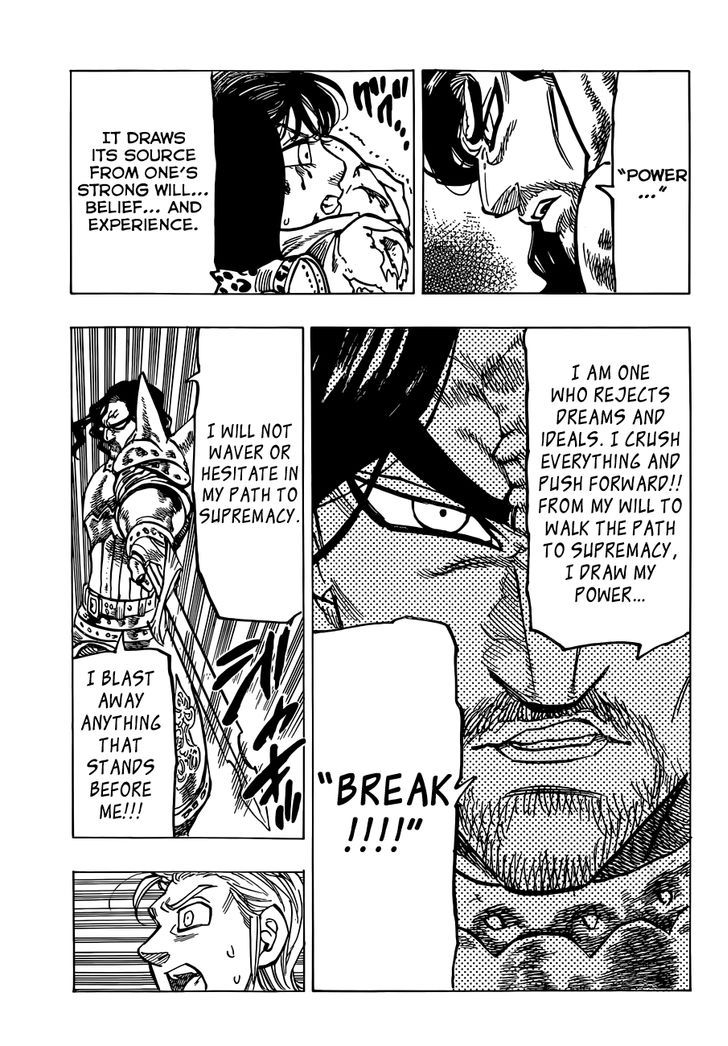 "POWER
..."
IT DRAWS
ITS SOURCE
FROM ONE'S
STRONG WILL...
BELIEF... AND
EXPERIENCE.
I AM ONE
WHO REJECTS
DREAMS AND
IDEALS. I CRUSH
EVERYTHING AND
PUSH FORWARD!!
FROM MY WILL TO
WALK THE PATH
TO SUPREMACY,
I DRAW MY
POWER...
"BREAK
!!!!"
I WILL NOT
WAVER OR
HESITATE IN
MY PATH TO
SUPREMACY.
I BLAST
AWAY
ANYTHING
THAT
STANDS
BEFORE
ME!!!